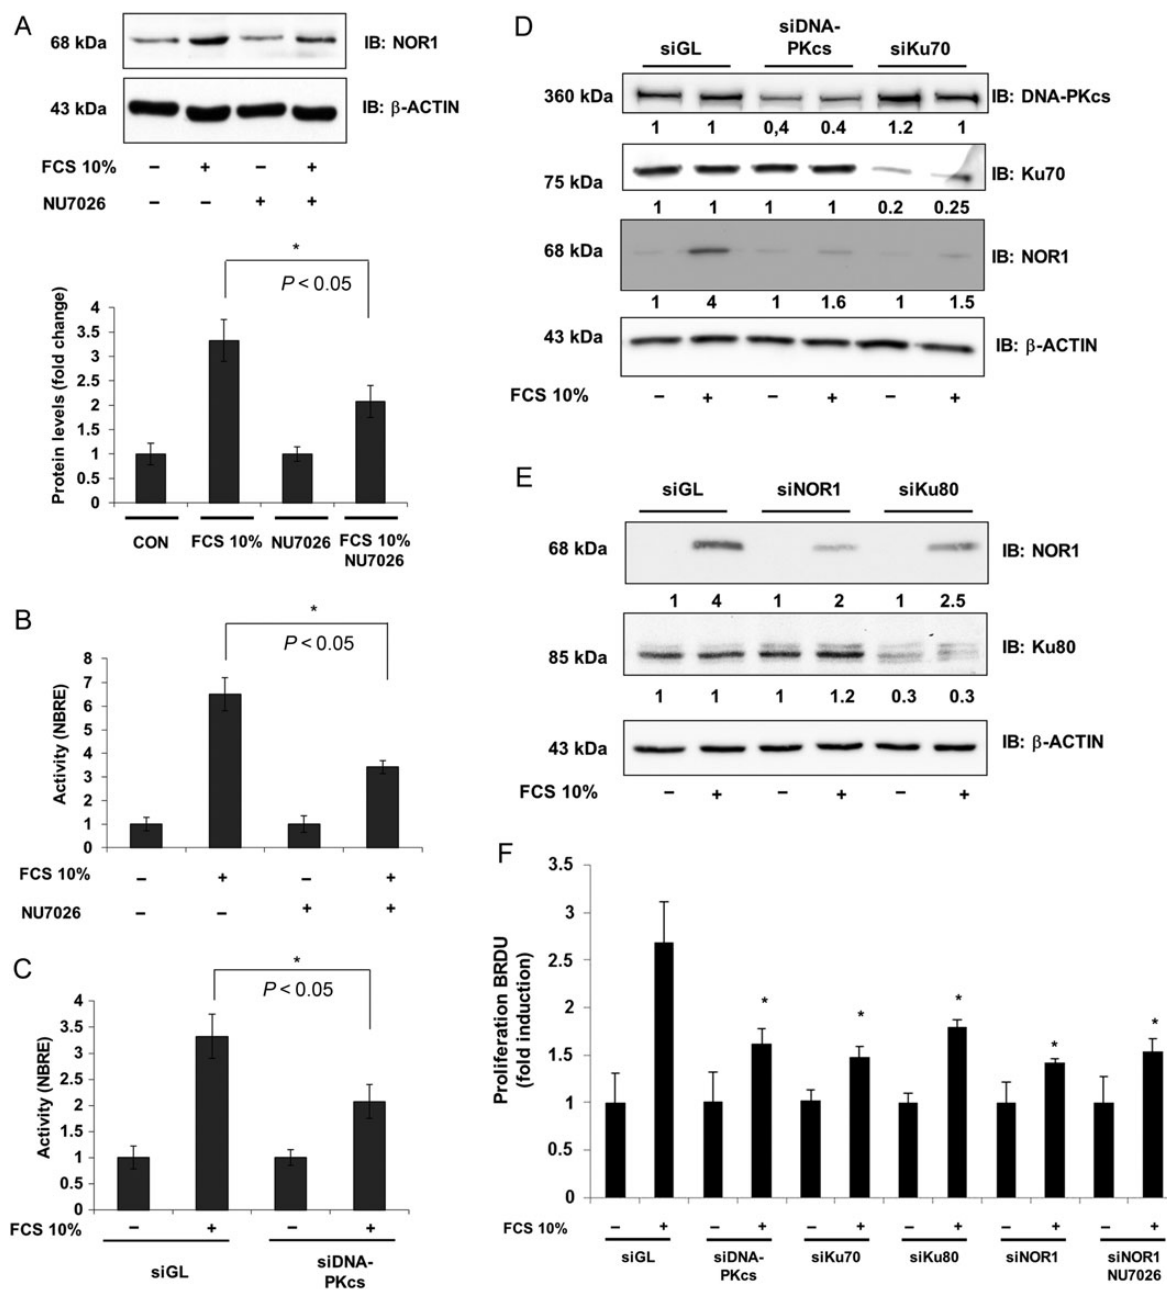 A
68 kDa
IB: NOR1
43 kDa
IB: β-ACTIN
FCS 10% – + – +
NU7026 – – + +
*
P < 0.05
Protein levels (fold change)
4
3.5
3
2.5
2
1.5
1
0.5
0
CON FCS 10% NU7026 FCS 10%
NU7026
B
*
P < 0.05
Activity (NBRE)
8
7
6
5
4
3
2
1
0
FCS 10% – + – +
NU7026 – – + +
C
*
P < 0.05
Activity (NBRE)
4
3.5
3
2.5
2
1.5
1
0.5
0
FCS 10% – + – +
siGL siDNA-
PKcs
D
siGL siDNA-
PKcs siKu70
360 kDa IB: DNA-PKcs
1 1 0,4 0.4 1.2 1
75 kDa IB: Ku70
1 1 1 1 0.2 0.25
68 kDa IB: NOR1
1 4 1 1.6 1 1.5
43 kDa IB: β-ACTIN
FCS 10% – + – + – +
E
siGL siNOR1 siKu80
68 kDa IB: NOR1
1 4 1 2 1 2.5
85 kDa IB: Ku80
1 1 1 1.2 0.3 0.3
43 kDa IB: β-ACTIN
FCS 10% – + – + – +
F
Proliferation BRDU
(fold induction)
3.5
3
2.5
2
1.5
1
0.5
0
* * * * *
FCS 10% – + – + – + – + – + – +
siGL siDNA-
PKcs siKu70 siKu80 siNOR1 siNOR1
NU7026